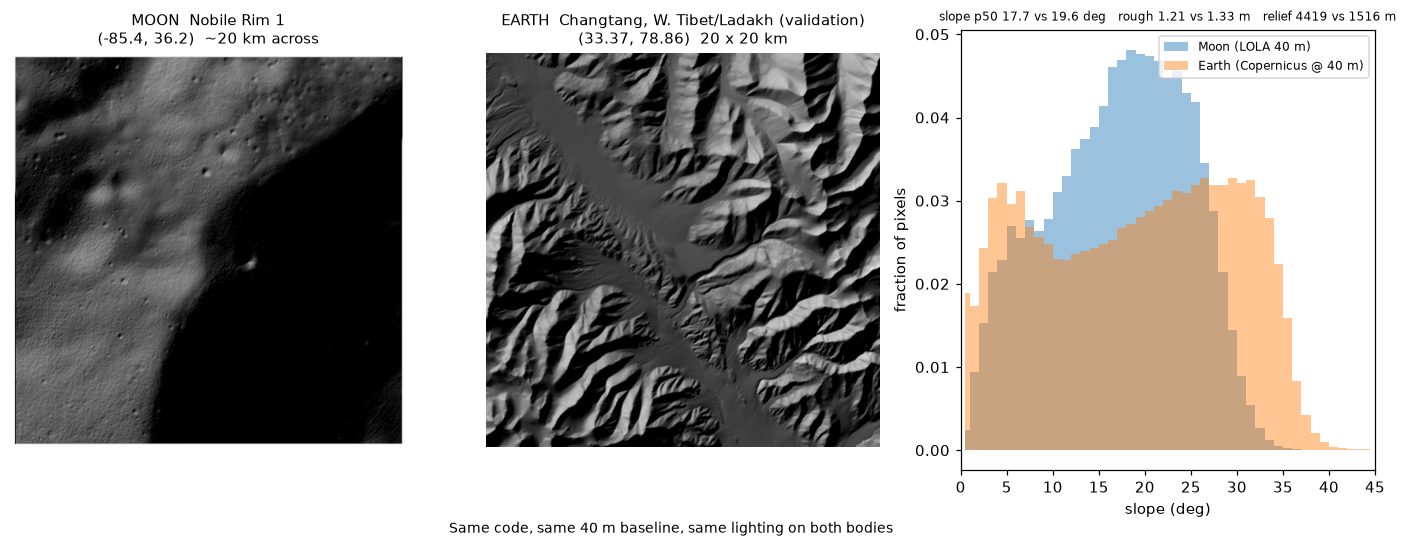 MOON  Nobile Rim 1
(-85.4, 36.2)  ~20 km across
EARTH  Changtang, W. Tibet/Ladakh (validation)
(33.37, 78.86)  20 x 20 km
slope p50 17.7 vs 19.6 deg   rough 1.21 vs 1.33 m   relief 4419 vs 1516 m
Moon (LOLA 40 m)
Earth (Copernicus @ 40 m)
fraction of pixels
0.05
0.04
0.03
0.02
0.01
0.00
0 5 10 15 20 25 30 35 40 45
slope (deg)
Same code, same 40 m baseline, same lighting on both bodies